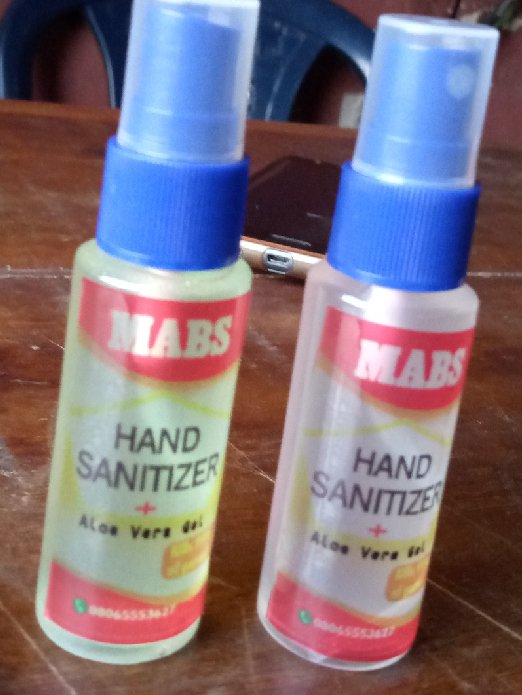 MABS
HAND
SANITIZER
+
Aloe Vera Gel
MABS
HAND
SANITIZER
+
Aloe Vera Gel